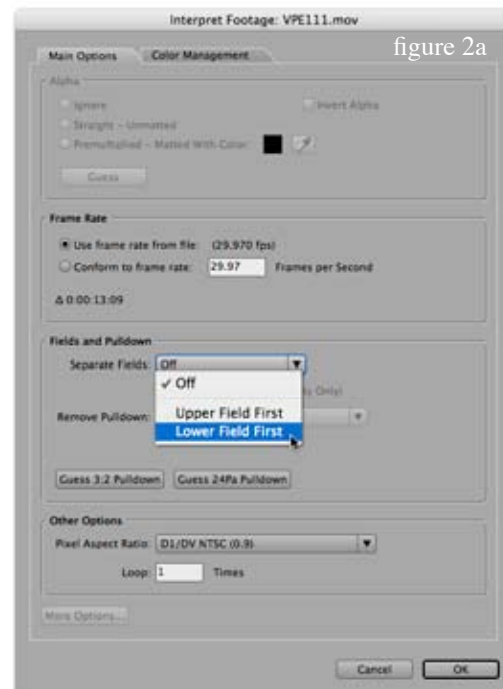 Interpret Footage: VPE111.mov
figure 2a
Main Options Color Management
Alpha
Ignore Invert Alpha
Straight – Unmatted
Premultiplied – Matted With Color:
Guess
Frame Rate
Use frame rate from file: (29.970 fps)
Conform to frame rate: 29.97 Frames per Second
Δ 0:00:13:09
Fields and Pulldown
Separate Fields: Off
✓ Off
Only)
Upper Field First
Remove Pulldown:
Lower Field First
Guess 3:2 Pulldown Guess 24Pa Pulldown
Other Options
Pixel Aspect Ratio: D1/DV NTSC (0.9)
Loop: 1 Times
More Options...
Cancel OK